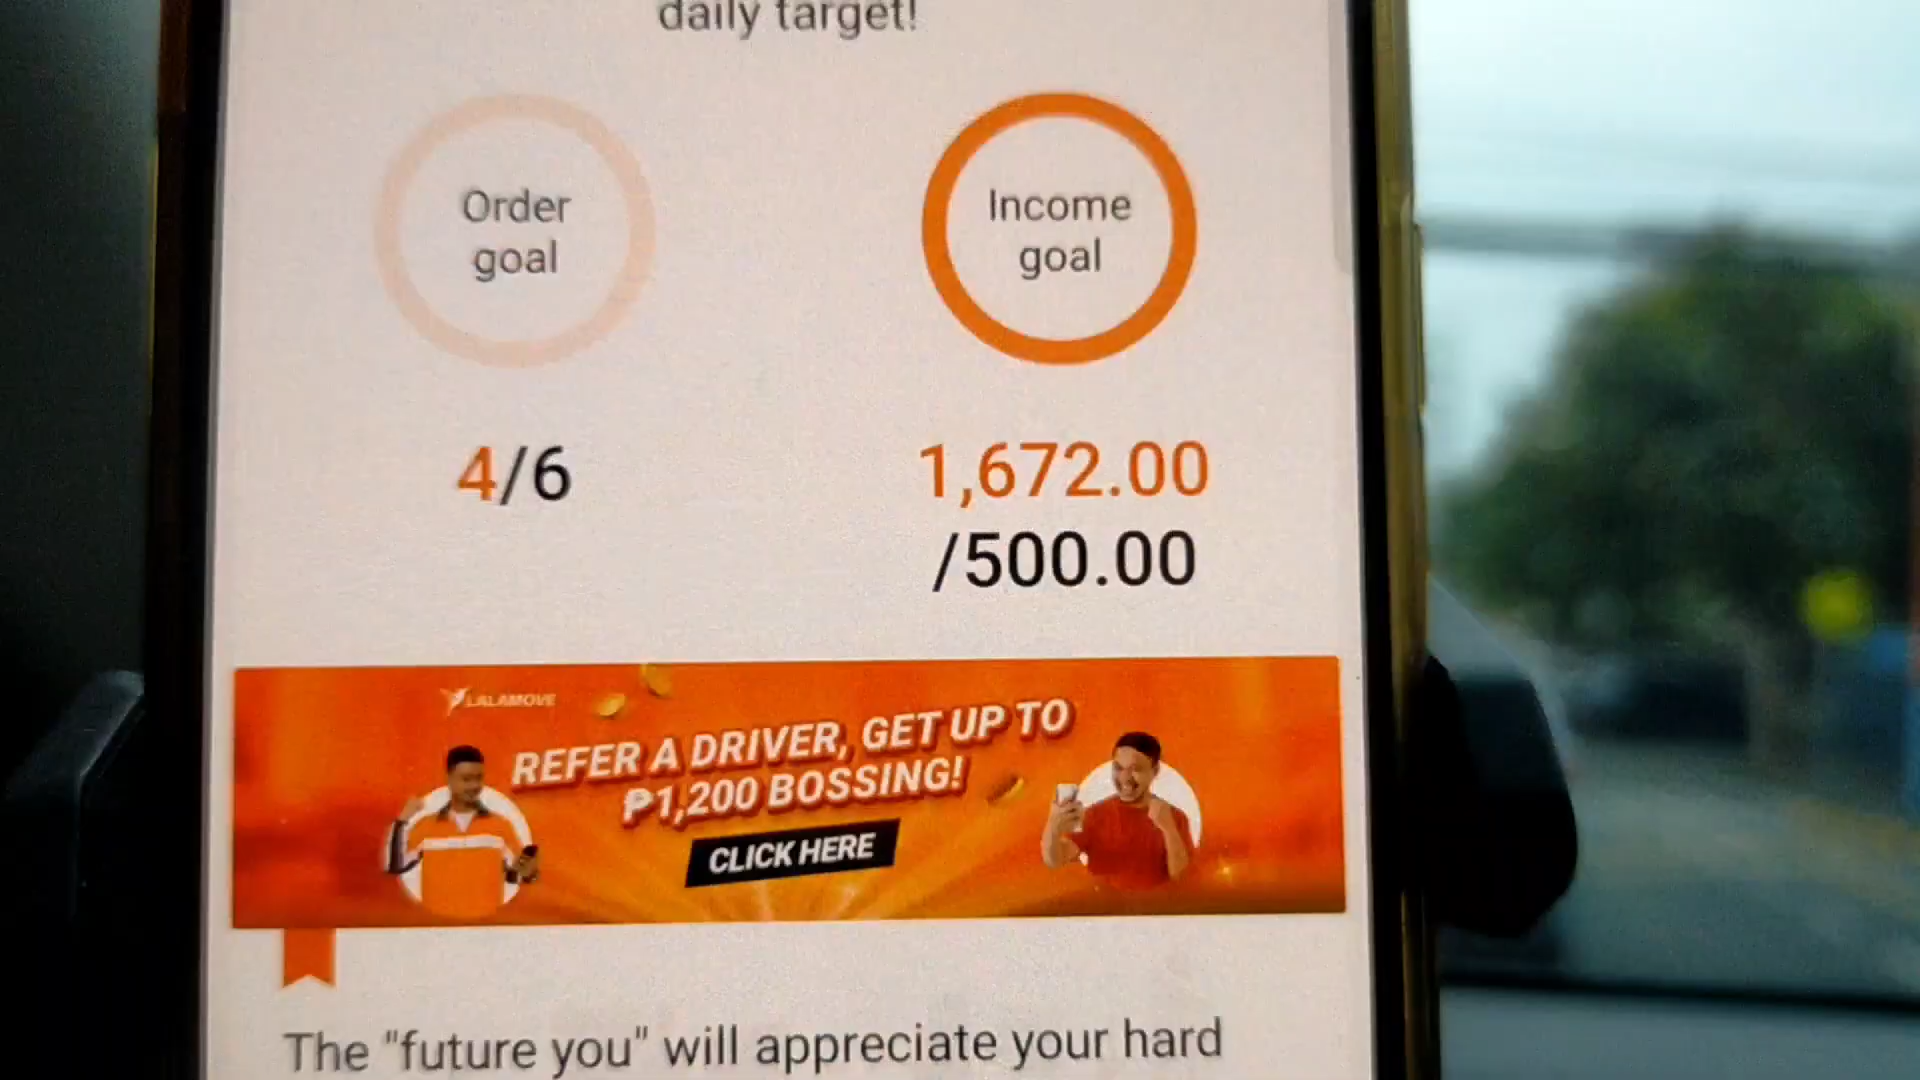 daily target!
Order
goal
Income
goal
4/6
1,672.00
/500.00
LALAMOVE
REFER A DRIVER, GET UP TO
₱1,200 BOSSING!
CLICK HERE
The "future you" will appreciate your hard